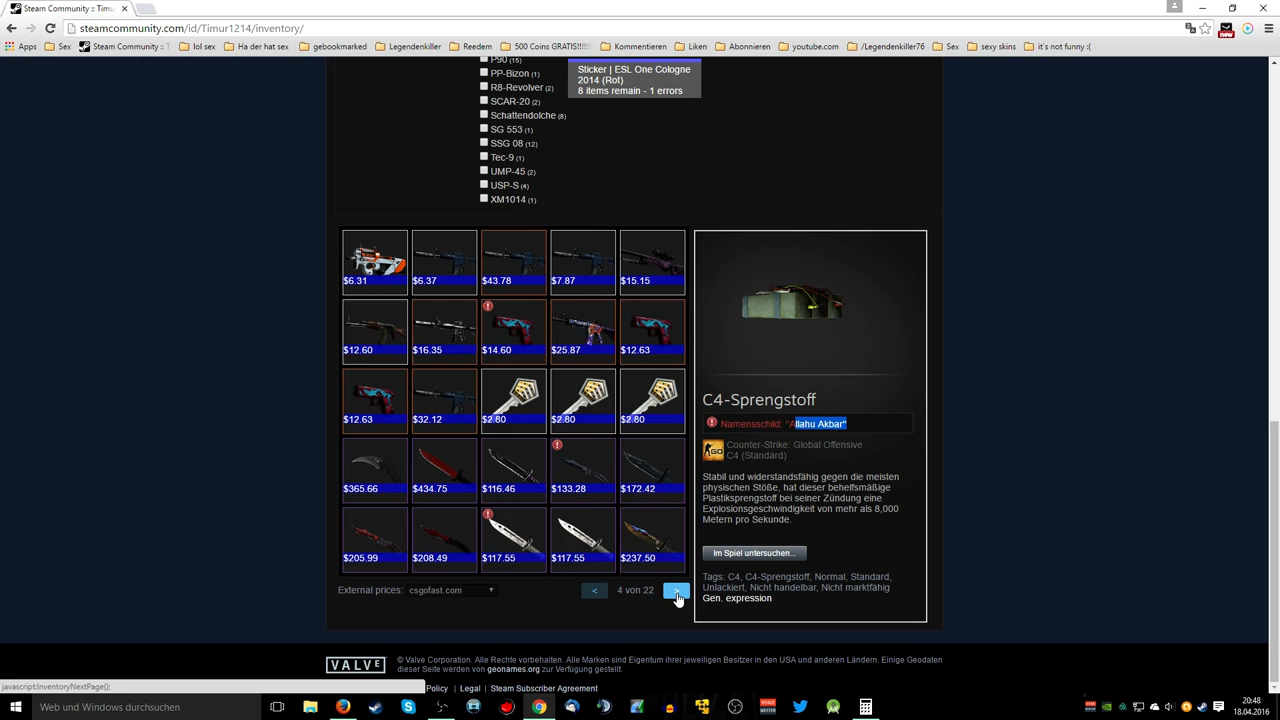 Steam Community :: Timu
steamcommunity.com/id/Timur1214/inventory/
Apps Sex Steam Community :: T lol sex Ha der hat sex gebookmarked Legendenkiller Reedem 500 Coins GRATIS!!!!! Kommentieren Liken Abonnieren youtube.com /Legendenkiller76 Sex sexy skins it´s not funny :(
new
P90 (15)
PP-Bizon (1)
R8-Revolver (2)
SCAR-20 (2)
Schattendolche (8)
SG 553 (1)
SSG 08 (12)
Tec-9 (1)
UMP-45 (2)
USP-S (4)
XM1014 (1)
Sticker | ESL One Cologne
2014 (Rot)
8 items remain - 1 errors
$6.31 $6.37 $43.78 $7.87 $15.15
$12.60 $16.35 $14.60 $25.87 $12.63
$12.63 $32.12 $2.80 $2.80 $2.80
$365.66 $434.75 $116.46 $133.28 $172.42
$205.99 $208.49 $117.55 $117.55 $237.50
External prices: csgofast.com
< 4 von 22 >
C4-Sprengstoff
Namensschild: "Allahu Akbar"
GO
Counter-Strike: Global Offensive
C4 (Standard)
Stabil und widerstandsfähig gegen die meisten
physischen Stöße, hat dieser behelfsmäßige
Plastiksprengstoff bei seiner Zündung eine
Explosionsgeschwindigkeit von mehr als 8,000
Metern pro Sekunde.
Im Spiel untersuchen...
Tags: C4, C4-Sprengstoff, Normal, Standard,
Unlackiert, Nicht handelbar, Nicht marktfähig
Gen. expression
VALVE
© Valve Corporation. Alle Rechte vorbehalten. Alle Marken sind Eigentum ihrer jeweiligen Besitzer in den USA und anderen Ländern. Einige Geodaten
dieser Seite werden von geonames.org zur Verfügung gestellt.
Policy | Legal | Steam Subscriber Agreement
javascript:InventoryNextPage();
Web und Windows durchsuchen
20:48
18.04.2016